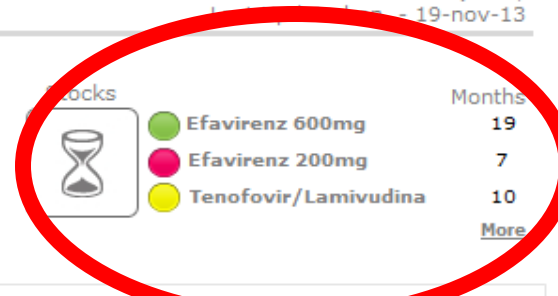 - 19-nov-13
Stocks
Months
Efavirenz 600mg 19
Efavirenz 200mg 7
Tenofovir/Lamivudina 10
More